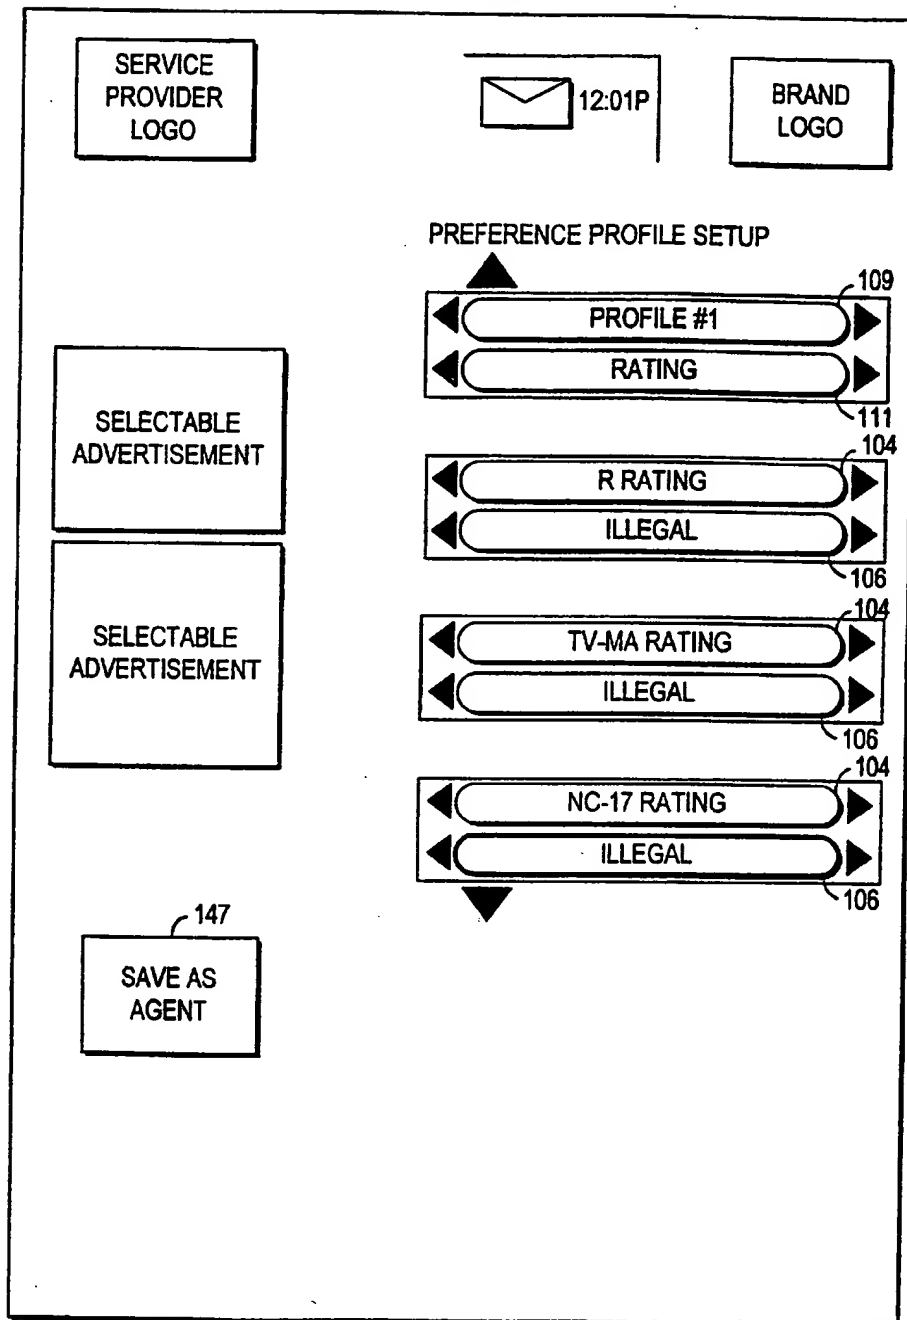 SERVICE
PROVIDER
LOGO
12:01P
BRAND
LOGO
PREFERENCE PROFILE SETUP
109
PROFILE #1
RATING
111
SELECTABLE
ADVERTISEMENT
104
R RATING
ILLEGAL
106
SELECTABLE
ADVERTISEMENT
104
TV-MA RATING
ILLEGAL
106
104
NC-17 RATING
ILLEGAL
106
147
SAVE AS
AGENT